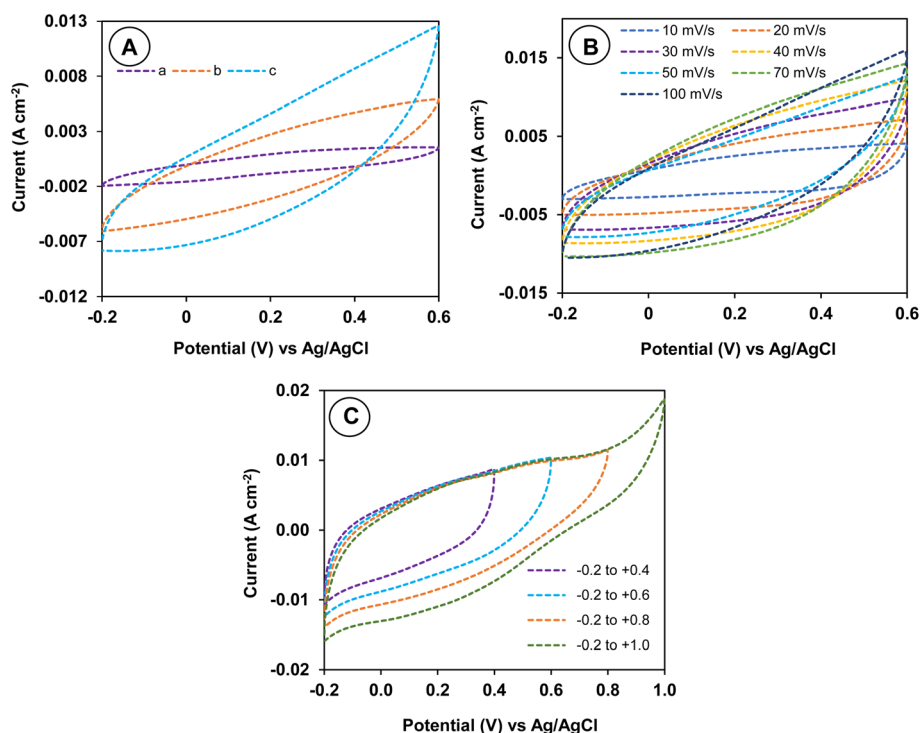 A
a b c
0.013
0.008
0.003
-0.002
-0.007
-0.012
-0.2 0 0.2 0.4 0.6
Current (A cm-2)
Potential (V) vs Ag/AgCl
B
10 mV/s 20 mV/s
30 mV/s 40 mV/s
50 mV/s 70 mV/s
100 mV/s
0.015
0.005
-0.005
-0.015
-0.2 0 0.2 0.4 0.6
Current (A cm-2)
Potential (V) vs Ag/AgCl
C
0.02
0.01
0.00
-0.01
-0.02
-0.2 0.0 0.2 0.4 0.6 0.8 1.0
Current (A cm-2)
-0.2 to +0.4
-0.2 to +0.6
-0.2 to +0.8
-0.2 to +1.0
Potential (V) vs Ag/AgCl